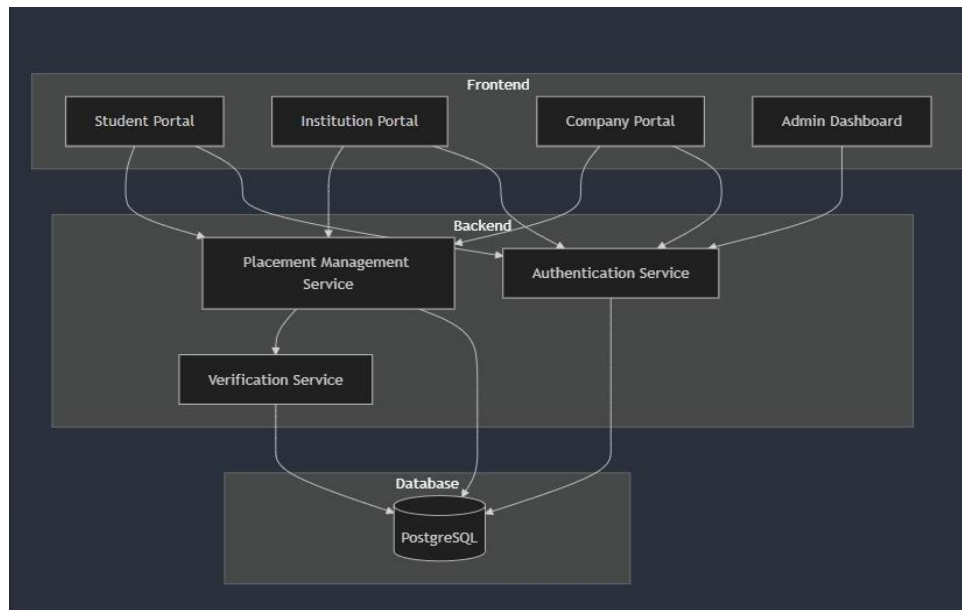 Frontend
Student Portal
Institution Portal
Company Portal
Admin Dashboard
Backend
Placement Management
Service
Authentication Service
Verification Service
Database
PostgreSQL